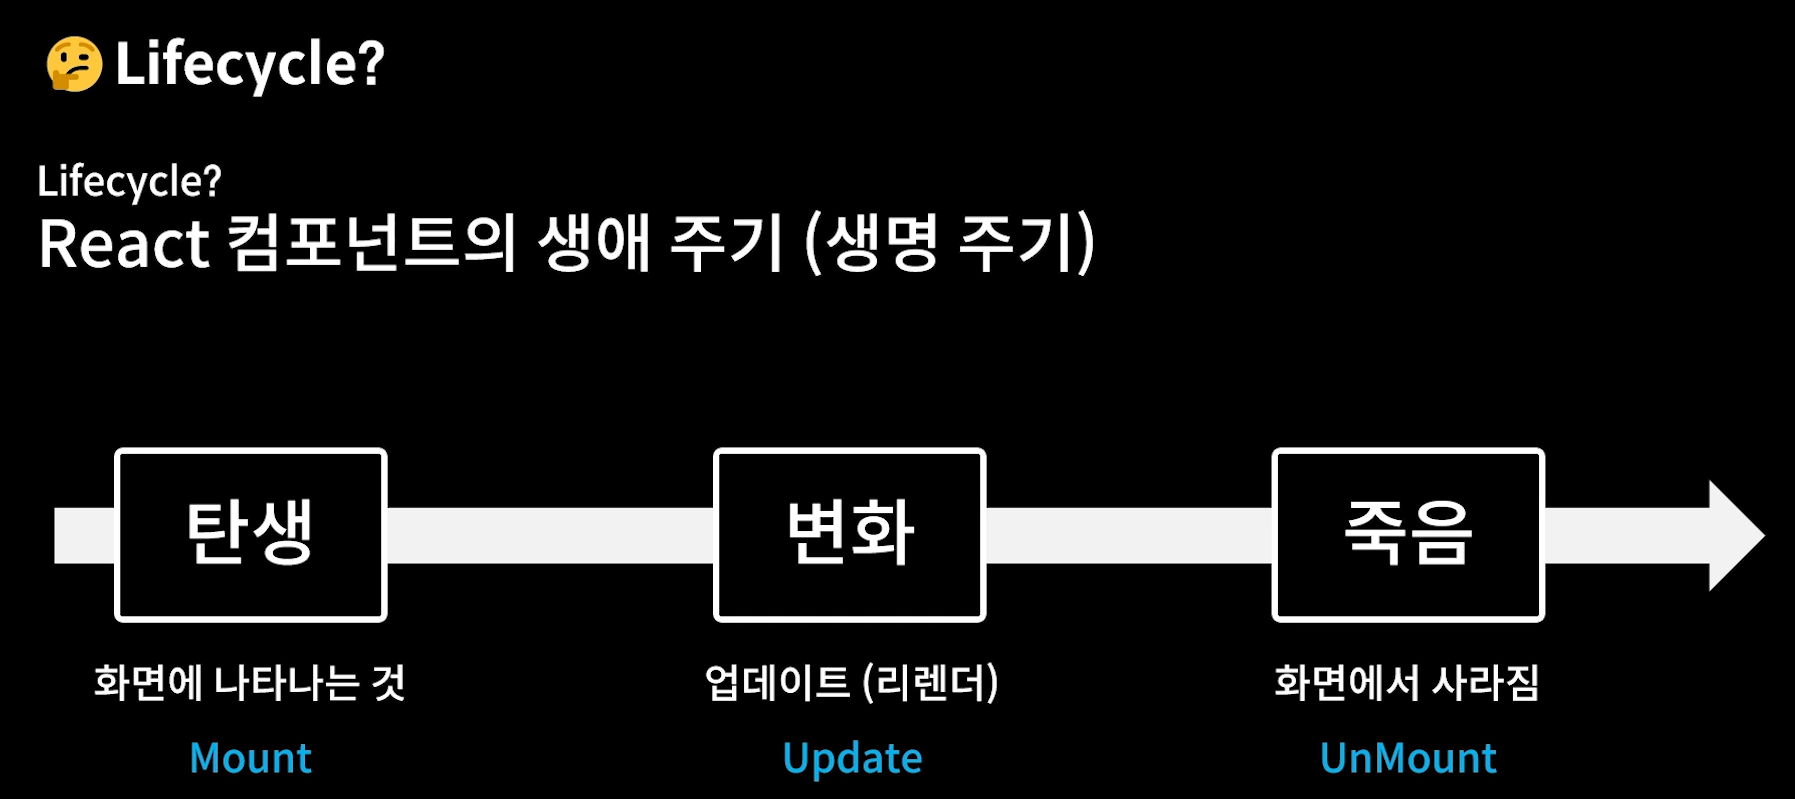 🤔 Lifecycle?
Lifecycle?
React 컴포넌트의 생애 주기 (생명 주기)
탄생
변화
죽음
화면에 나타나는 것
업데이트 (리렌더)
화면에서 사라짐
Mount
Update
UnMount